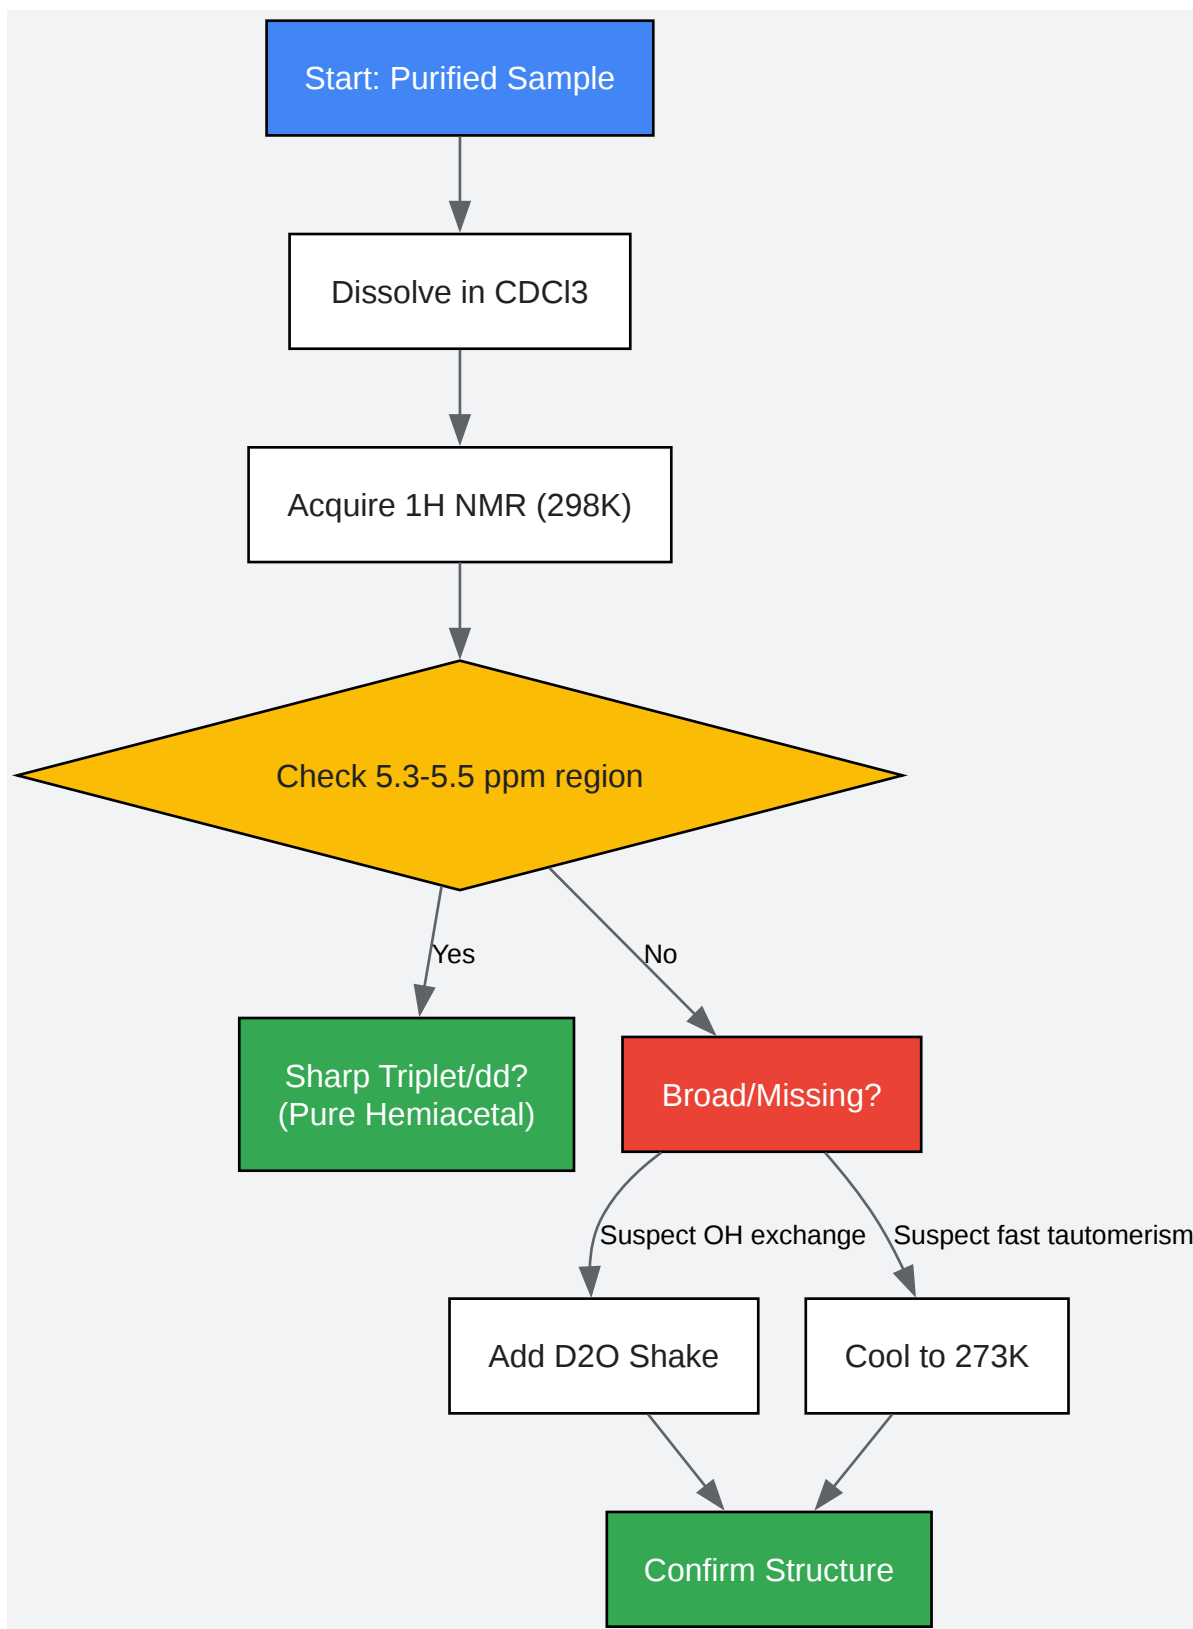 Start: Purified Sample
Dissolve in CDCl3
Acquire 1H NMR (298K)
Check 5.3-5.5 ppm region
Yes
No
Sharp Triplet/dd?
(Pure Hemiacetal)
Broad/Missing?
Suspect OH exchange
Suspect fast tautomerism
Add D2O Shake
Cool to 273K
Confirm Structure